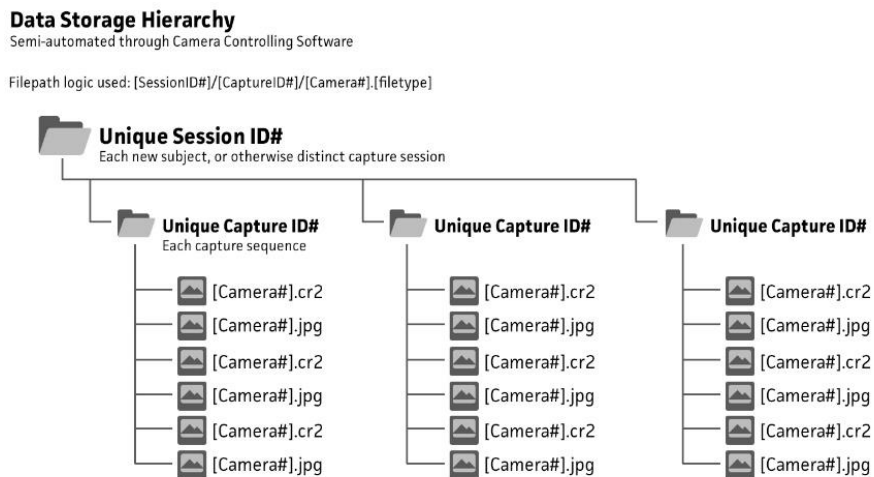 Data Storage Hierarchy
Semi-automated through Camera Controlling Software
Filepath logic used: [SessionID#]/[CaptureID#]/[Camera#].[filetype]
Unique Session ID#
Each new subject, or otherwise distinct capture session
Unique Capture ID#
Each capture sequence
[Camera#].cr2
[Camera#].jpg
[Camera#].cr2
[Camera#].jpg
[Camera#].cr2
[Camera#].jpg
Unique Capture ID#
[Camera#].cr2
[Camera#].jpg
[Camera#].cr2
[Camera#].jpg
[Camera#].cr2
[Camera#].jpg
Unique Capture ID#
[Camera#].cr2
[Camera#].jpg
[Camera#].cr2
[Camera#].jpg
[Camera#].cr2
[Camera#].jpg